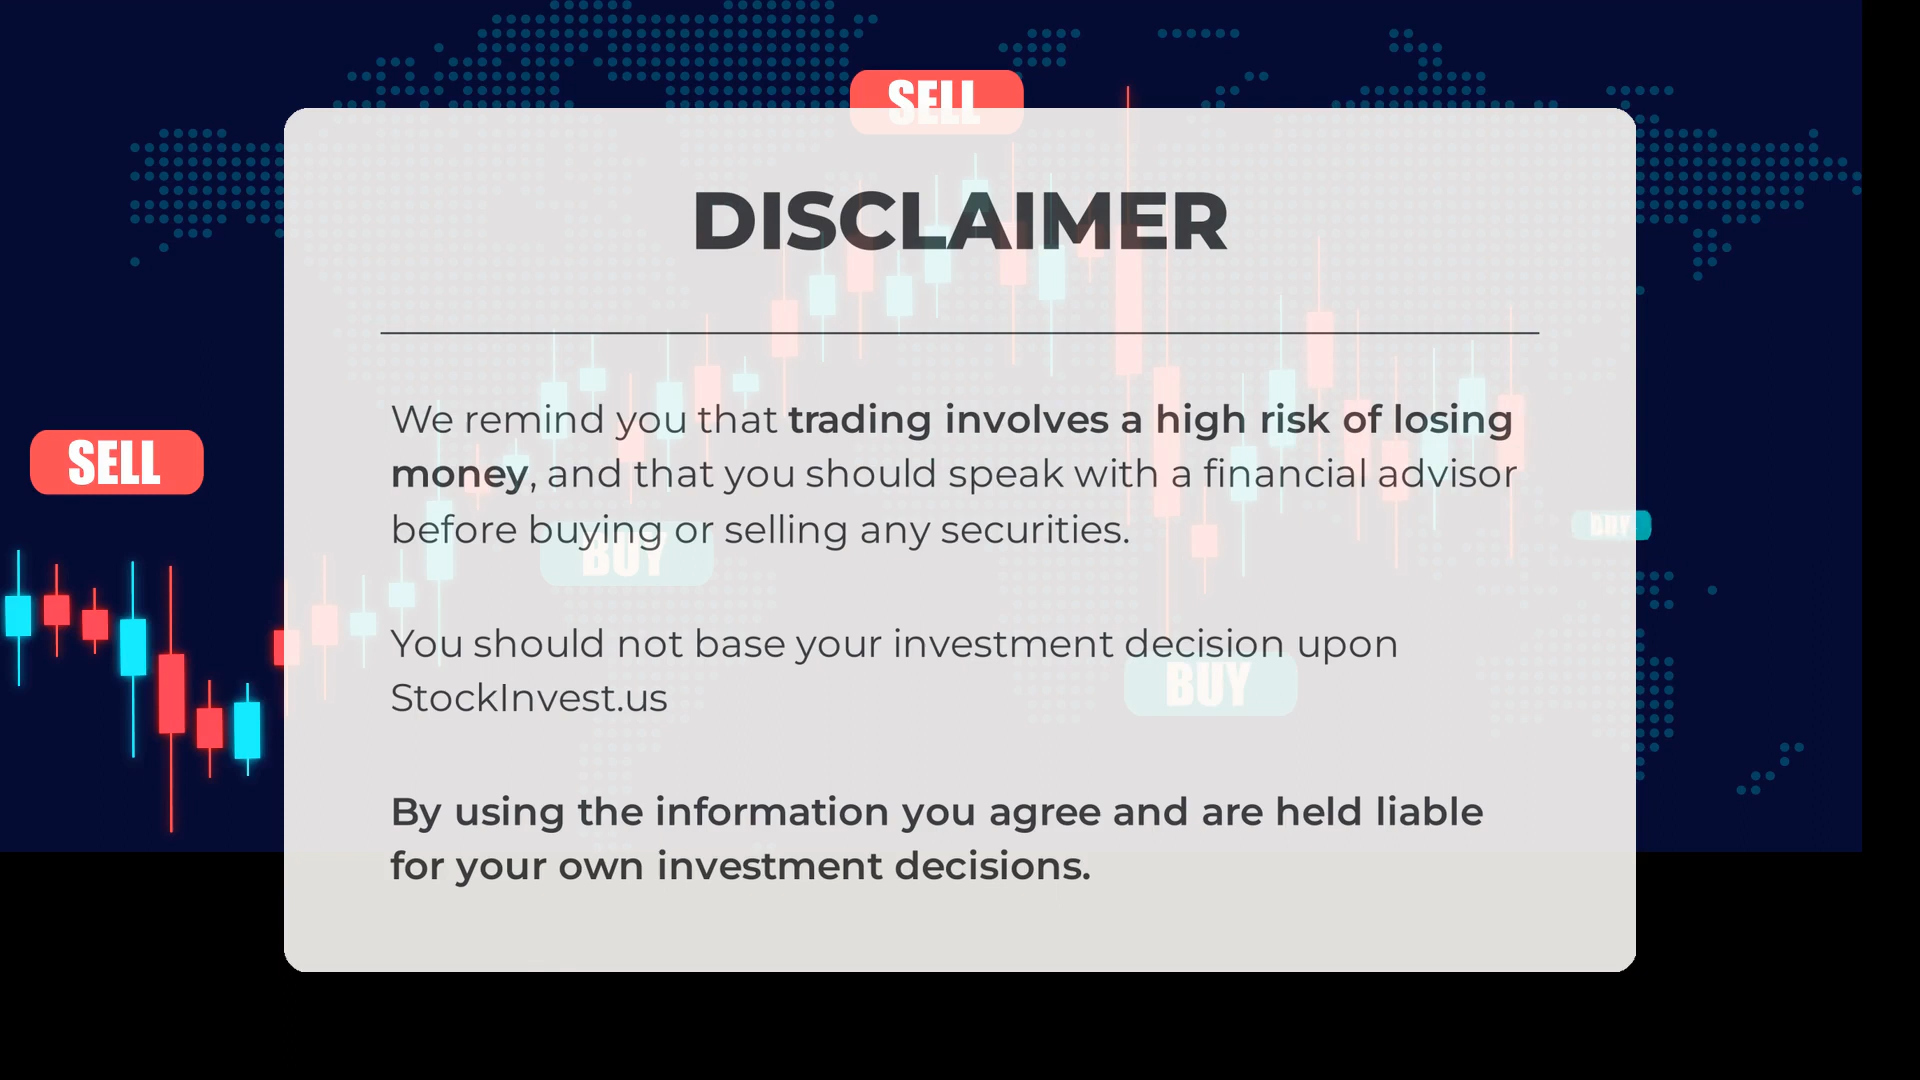 SELL
DISCLAIMER
We remind you that trading involves a high risk of losing
money, and that you should speak with a financial advisor
before buying or selling any securities.
SELL
BUY
BUY
You should not base your investment decision upon
StockInvest.us
BUY
By using the information you agree and are held liable
for your own investment decisions.